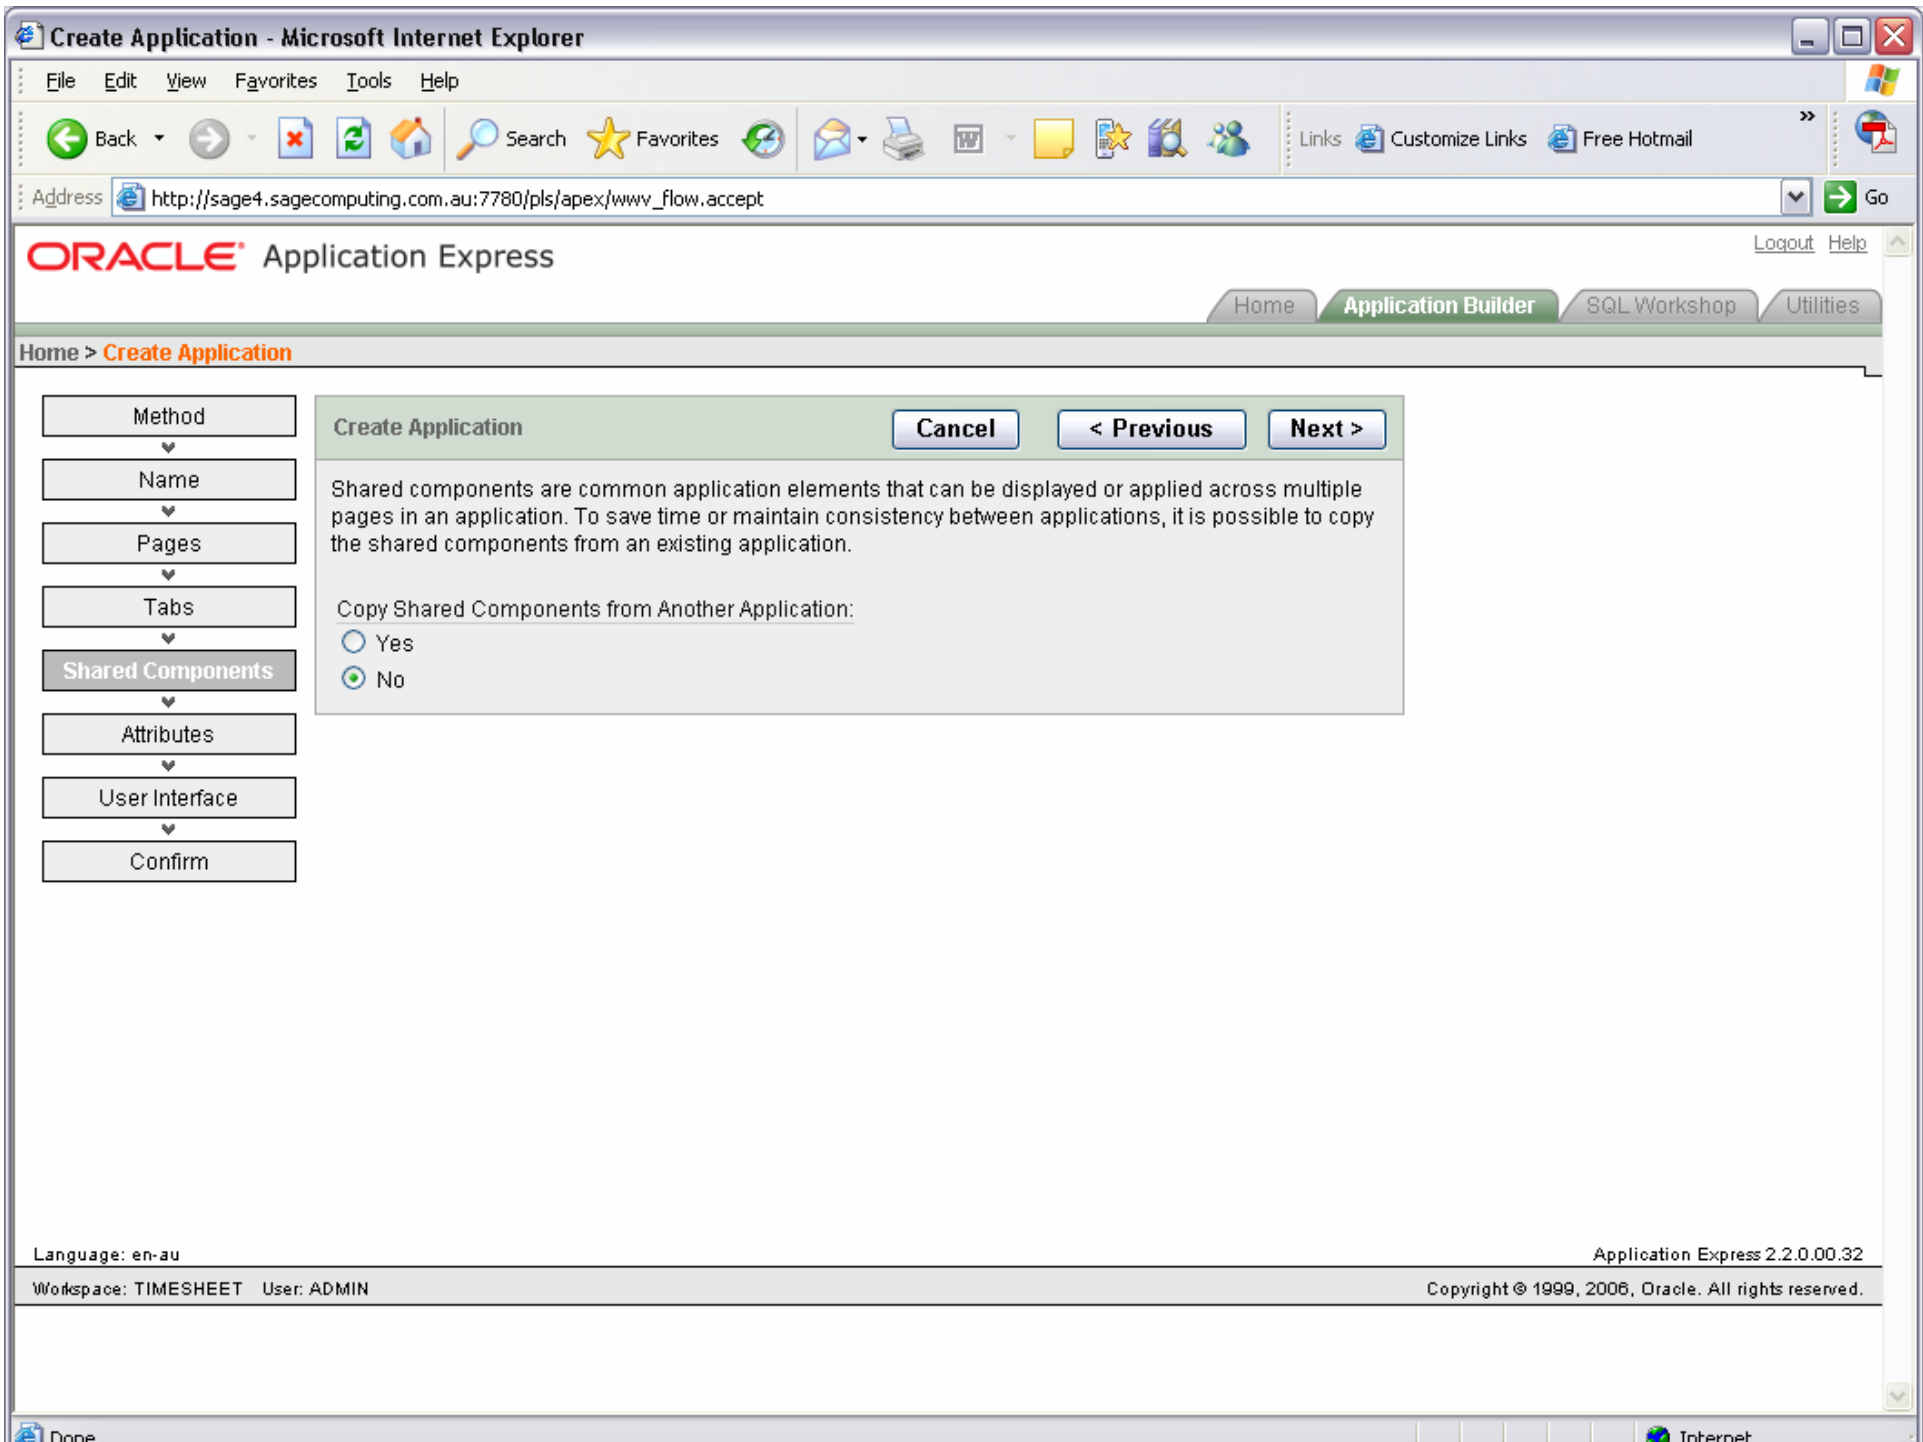 Create Application - Microsoft Internet Explorer
File Edit View Favorites Tools Help
Back Search Favorites Links Customize Links Free Hotmail »
Address http://sage4.sagecomputing.com.au:7780/pls/apex/wwv_flow.accept Go
ORACLE Application Express
Logout Help
Home Application Builder SQL Workshop Utilities
Home > Create Application
Method
Name
Pages
Tabs
Shared Components
Attributes
User Interface
Confirm
Create Application Cancel < Previous Next >
Shared components are common application elements that can be displayed or applied across multiple
pages in an application. To save time or maintain consistency between applications, it is possible to copy
the shared components from an existing application.
Copy Shared Components from Another Application:
Yes
No
Language: en-au Application Express 2.2.0.00.32
Workspace: TIMESHEET User: ADMIN Copyright © 1999, 2006, Oracle. All rights reserved.
Done Internet